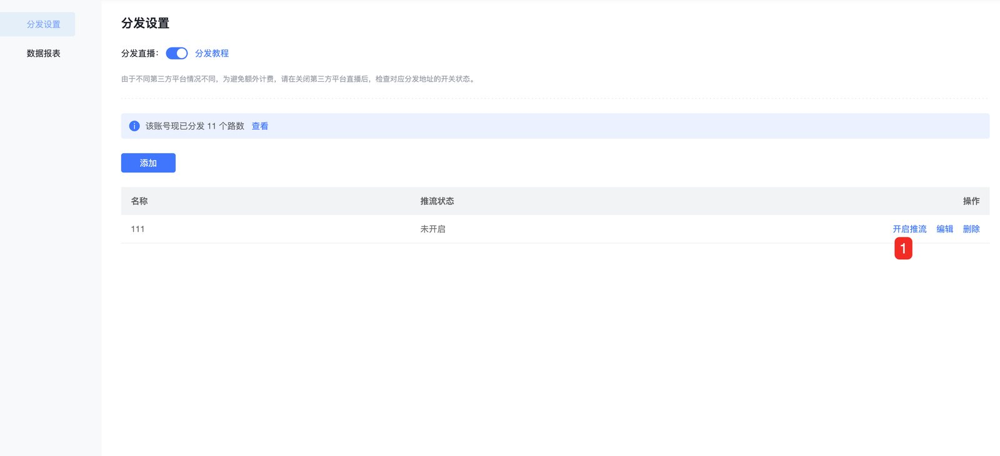 分发设置
数据报表
分发设置
分发直播： 分发教程
由于不同第三方平台情况不同，为避免额外计费，请在关闭第三方平台直播后，检查对应分发地址的开关状态。
该账号现已分发 11 个路数 查看
添加
名称 推流状态 操作
111 未开启 开启推流 编辑 删除
1